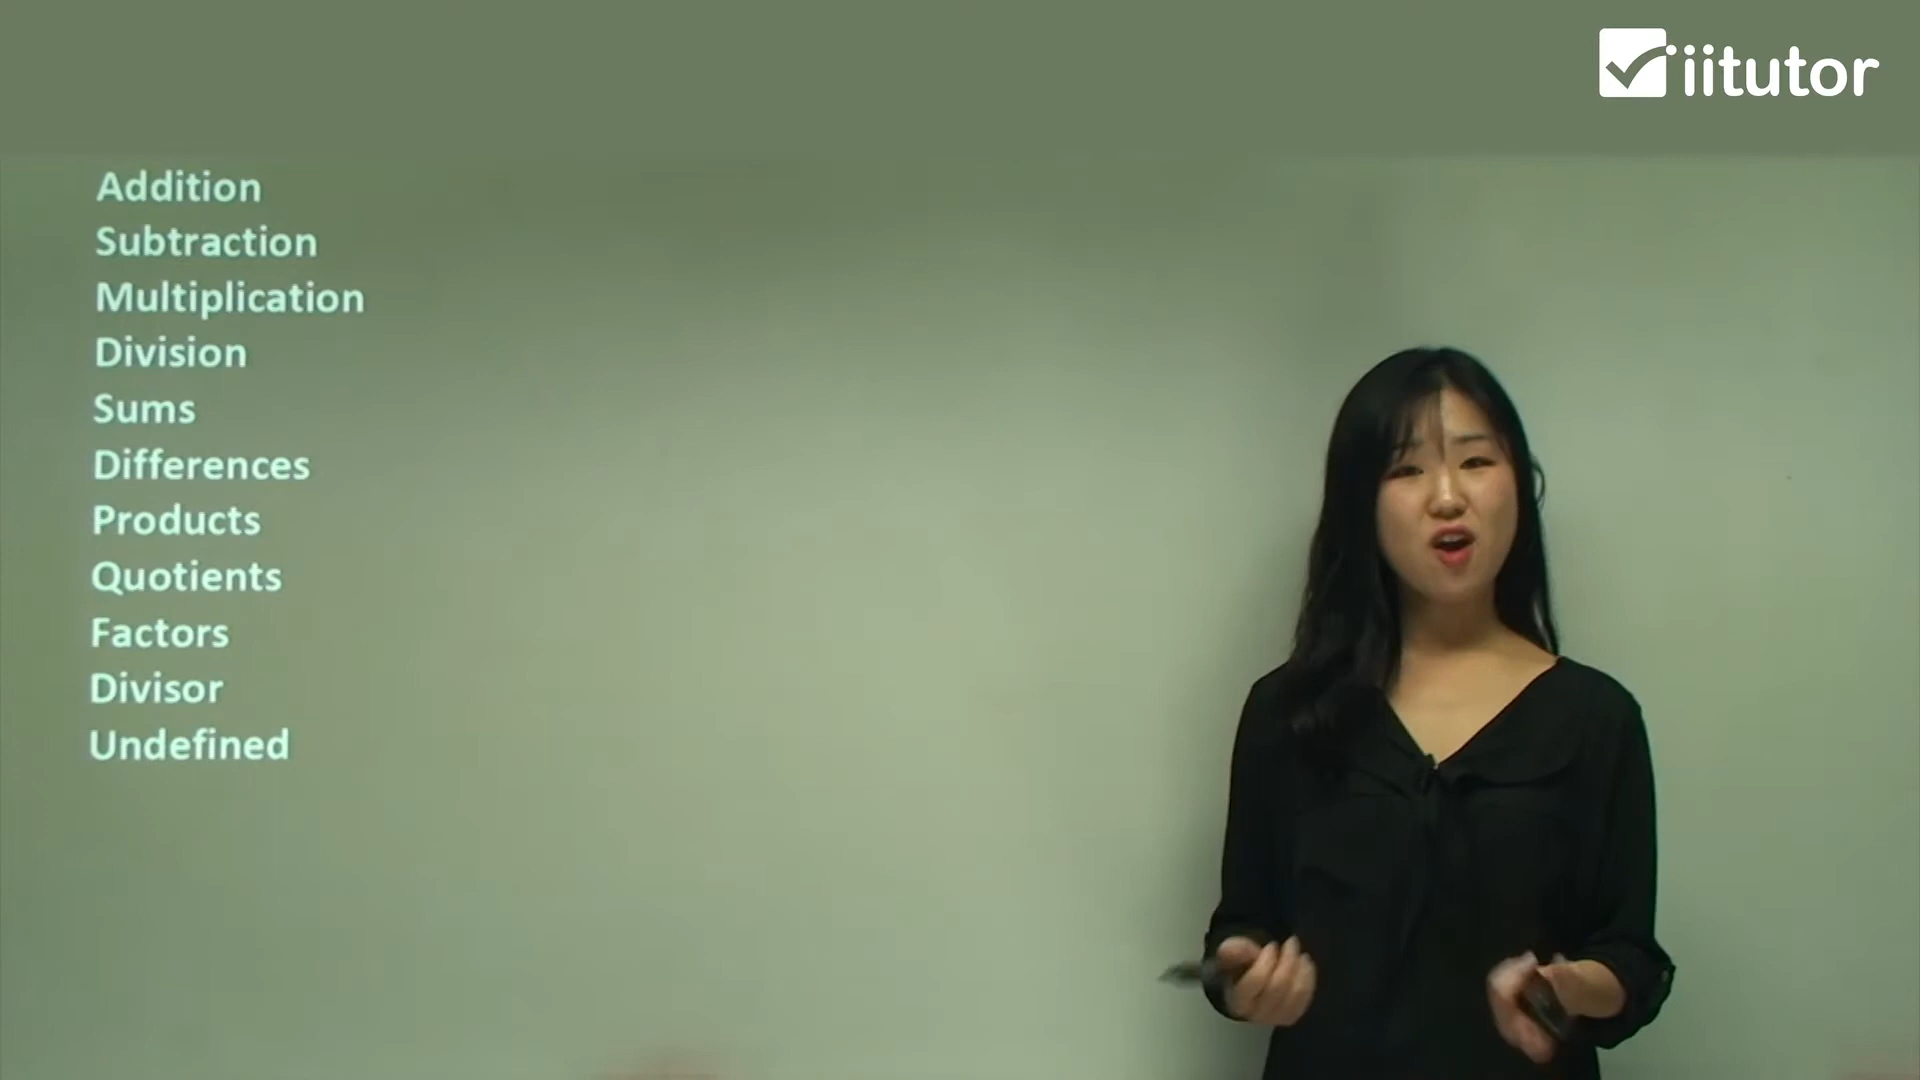 iitutor
Addition
Subtraction
Multiplication
Division
Sums
Differences
Products
Quotients
Factors
Divisor
Undefined